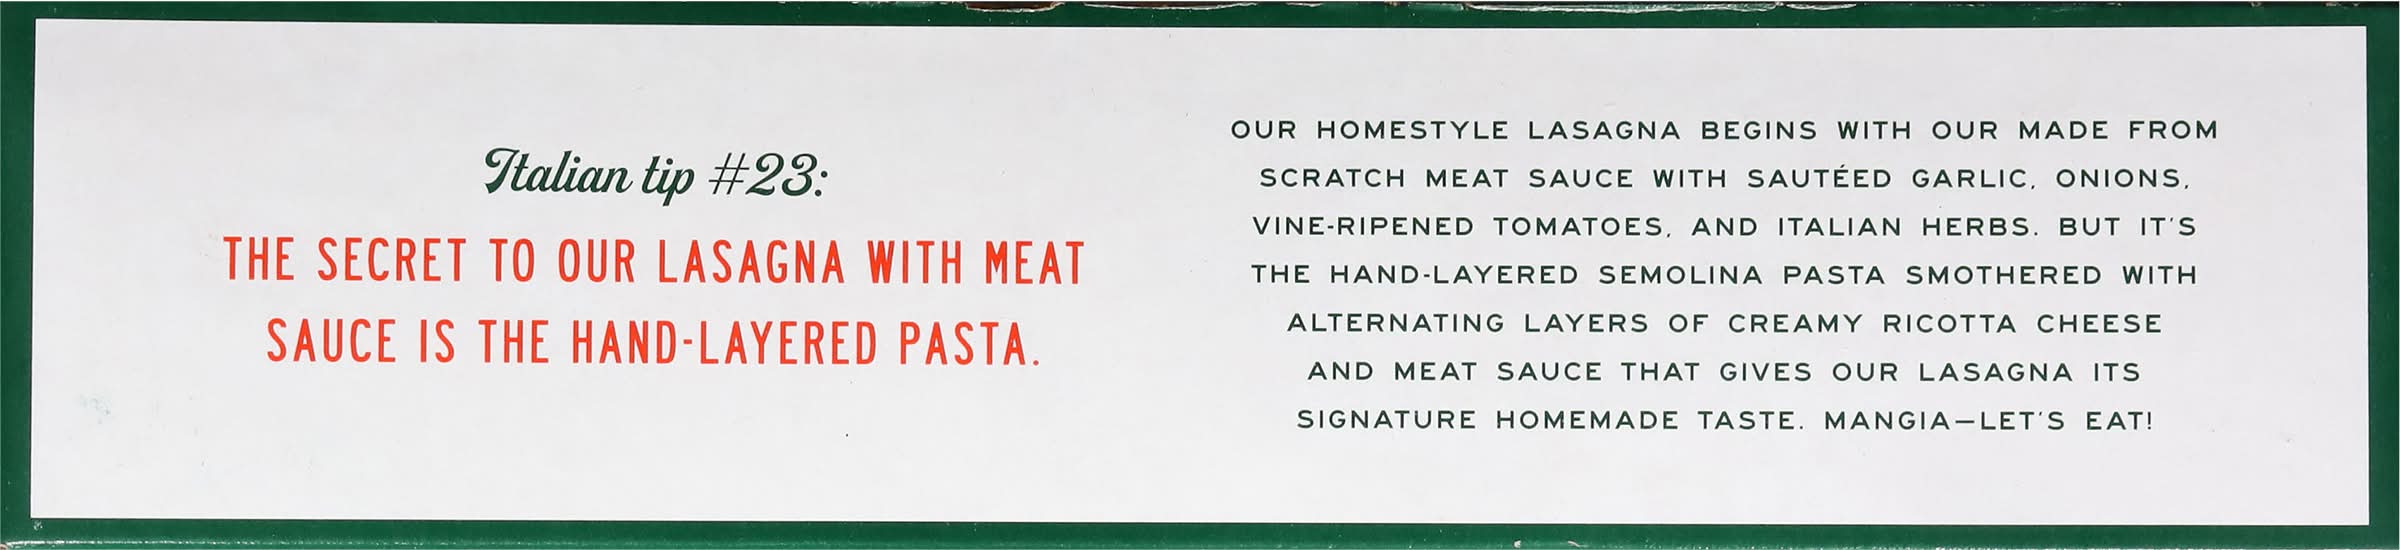 Italian tip #23:
THE SECRET TO OUR LASAGNA WITH MEAT
SAUCE IS THE HAND-LAYERED PASTA.
OUR HOMESTYLE LASAGNA BEGINS WITH OUR MADE FROM
SCRATCH MEAT SAUCE WITH SAUTÉED GARLIC, ONIONS,
VINE-RIPENED TOMATOES, AND ITALIAN HERBS. BUT IT'S
THE HAND-LAYERED SEMOLINA PASTA SMOTHERED WITH
ALTERNATING LAYERS OF CREAMY RICOTTA CHEESE
AND MEAT SAUCE THAT GIVES OUR LASAGNA ITS
SIGNATURE HOMEMADE TASTE. MANGIA—LET'S EAT!